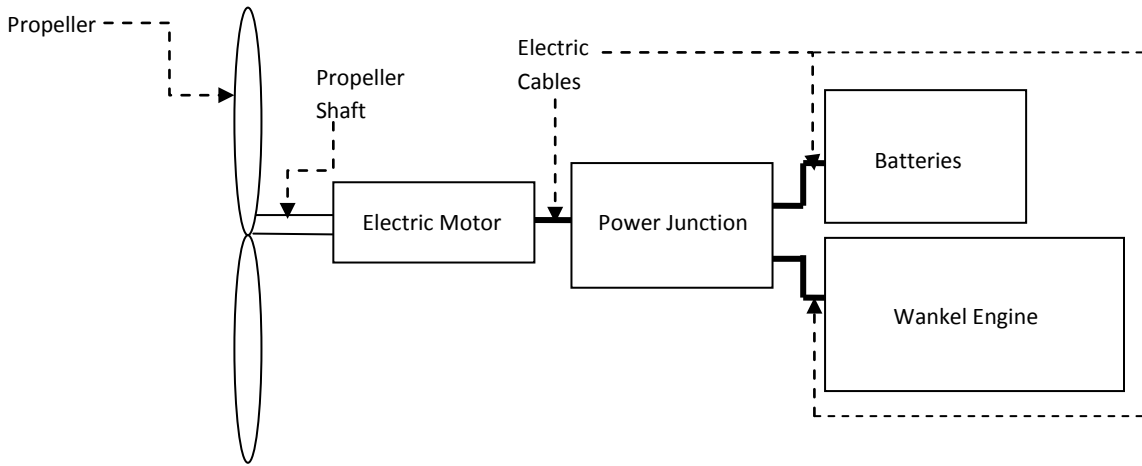 Propeller
Propeller
Shaft
Electric
Cables
Batteries
Electric Motor
Power Junction
Wankel Engine